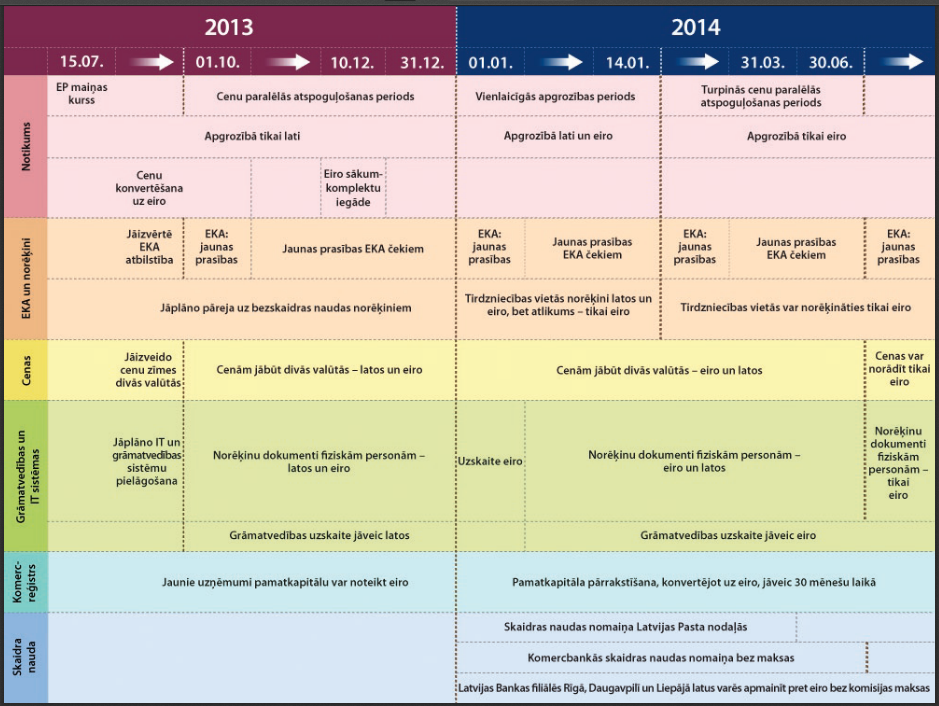 2013
2014
15.07.
01.10.
10.12.
31.12.
01.01.
14.01.
31.03.
30.06.
Notikums
EP maiņas
kurss
Cenu paralēlās atspoguļošanas periods
Vienlaicīgās apgrozības periods
Turpinās cenu paralēlās
atspoguļošanas periods
Apgrozībā tikai lati
Apgrozībā lati un eiro
Apgrozībā tikai eiro
Cenu
konvertēšana
uz eiro
Eiro sākum-
komplektu
iegāde
EKA un norēķini
Jāizvērtē
EKA
atbilstība
EKA:
jaunas
prasības
Jaunas prasības EKA čekiem
EKA:
jaunas
prasības
Jaunas prasības
EKA čekiem
EKA:
jaunas
prasības
Jaunas prasības
EKA čekiem
EKA:
jaunas
prasības
Jāplāno pāreja uz bezskaidras naudas norēķiniem
Tirdzniecības vietās norēķini latos un
eiro, bet atlikums – tikai eiro
Tirdzniecības vietās var norēķināties tikai eiro
Cenas
Jāizveido
cenu zīmes
divās valūtās
Cenām jābūt divās valūtās – latos un eiro
Cenām jābūt divās valūtās – eiro un latos
Cenas var
norādīt tikai
eiro
Grāmatvedības un
IT sistēmas
Jāplāno IT un
grāmatvedības
sistēmu
pielāgošana
Norēķinu dokumenti fiziskām personām –
latos un eiro
Uzskaite eiro
Norēķinu dokumenti fiziskām personām –
eiro un latos
Norēķinu
dokumenti
fiziskām
personām –
tikai
eiro
Grāmatvedības uzskaite jāveic latos
Grāmatvedības uzskaite jāveic eiro
Komerc-
reģistrs
Jaunie uzņēmumi pamatkapitālu var noteikt eiro
Pamatkapitāla pārrakstīšana, konvertējot uz eiro, jāveic 30 mēnešu laikā
Skaidra
nauda
Skaidras naudas nomaiņa Latvijas Pasta nodaļās
Komercbankās skaidras naudas nomaiņa bez maksas
Latvijas Bankas filiālēs Rīgā, Daugavpilī un Liepājā latus varēs apmainīt pret eiro bez komisijas maksas